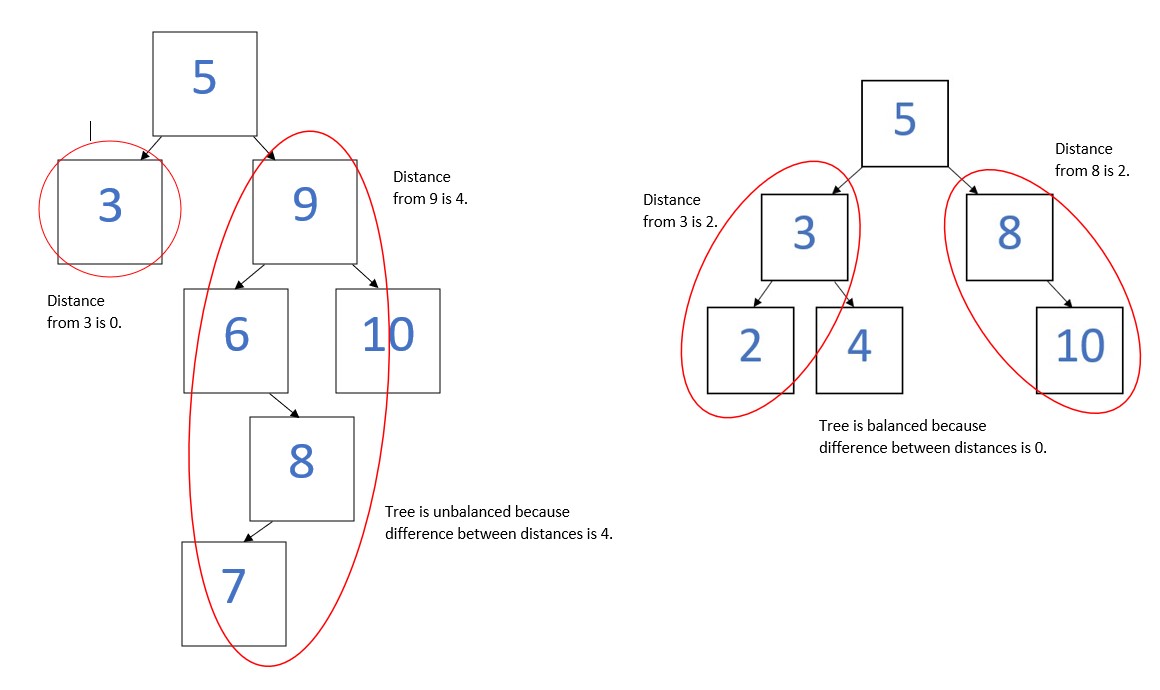 5
3
9
Distance
from 9 is 4.
Distance
from 3 is 0.
6
10
8
Tree is unbalanced because
difference between distances is 4.
7
5
Distance
from 8 is 2.
Distance
from 3 is 2.
3
8
2
4
10
Tree is balanced because
difference between distances is 0.